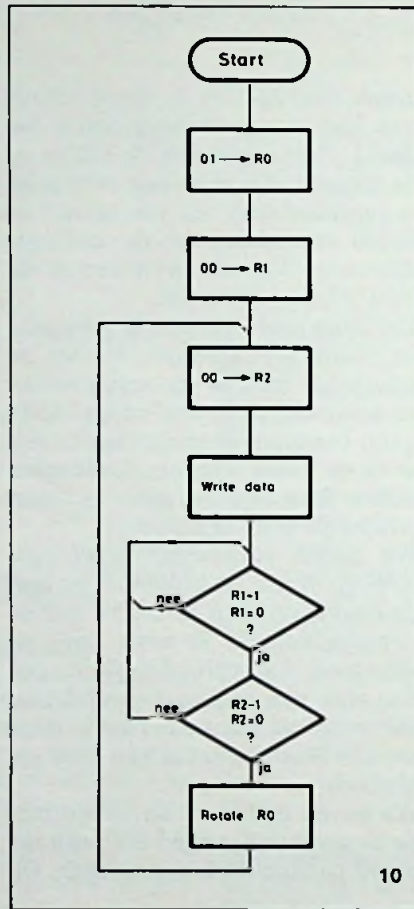 Start
01 → R0
00 → R1
00 → R2
Write data
R1-1
R1=0
?
nee
ja
R2-1
R2=0
?
nee
ja
Rotate R0
10